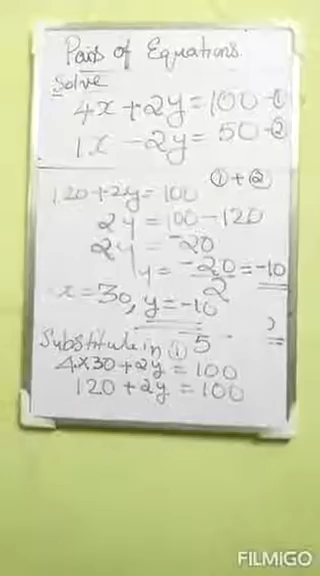 Pairs of Equations
Solve
4x + 2y = 100 - ①
1x - 2y = 50 - ②
① + ②
120 + 2y = 100
2y = 100 - 120
2y = -20
y = -20/2 = -10
x = 30, y = -10
5
Substitute in ①
4x30 + 2y = 100
120 + 2y = 100
FILMIGO